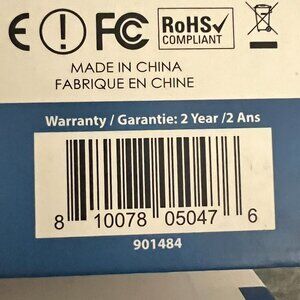 CE FC RoHS✓
COMPLIANT
MADE IN CHINA
FABRIQUE EN CHINE
Warranty / Garantie: 2 Year /2 Ans
8 10078 05047 6
901484